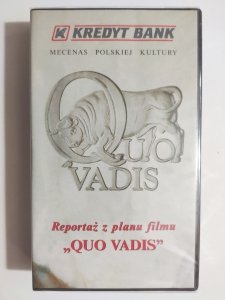 K KREDYT BANK
MECENAS POLSKIEJ KULTURY
QUO
VADIS
Reportaż z planu filmu
„QUO VADIS”